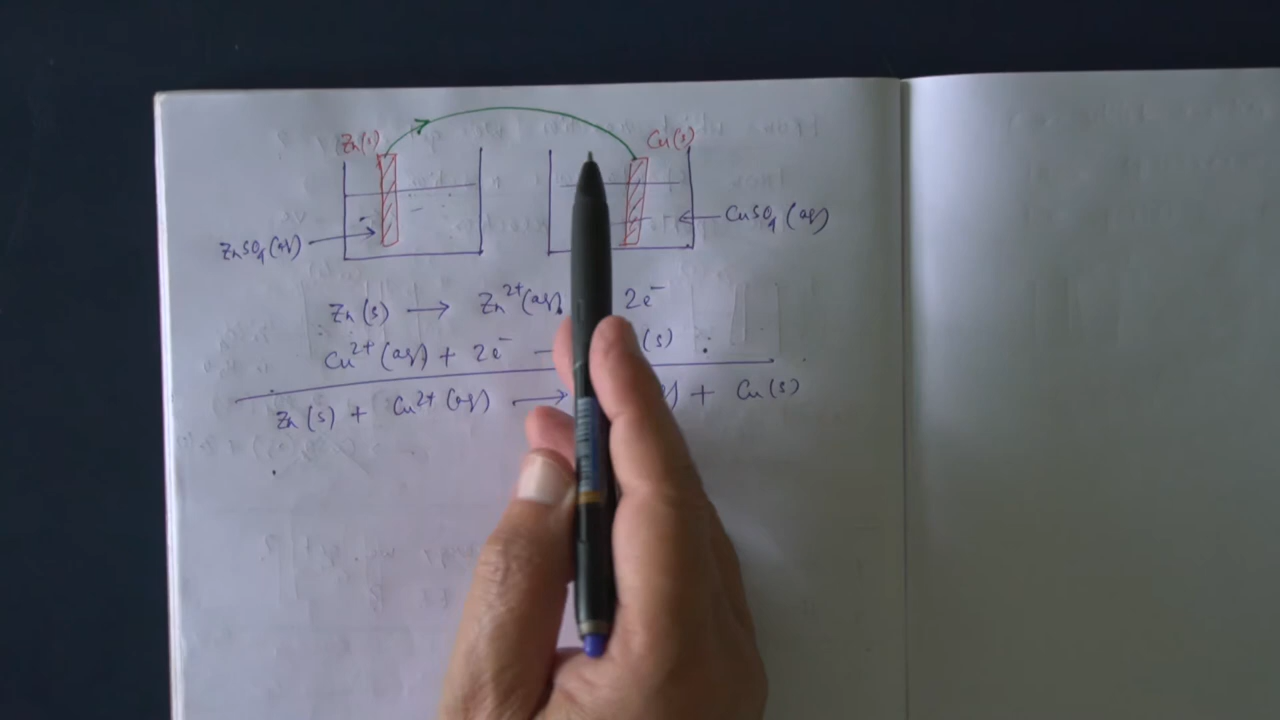 Zn(s) Cu(s)
ZnSO4(aq) CuSO4(aq)
Zn(s) → Zn²⁺(aq) 2e⁻
Cu²⁺(aq) + 2e⁻ (s)
Zn(s) + Cu²⁺(aq) → + Cu(s)